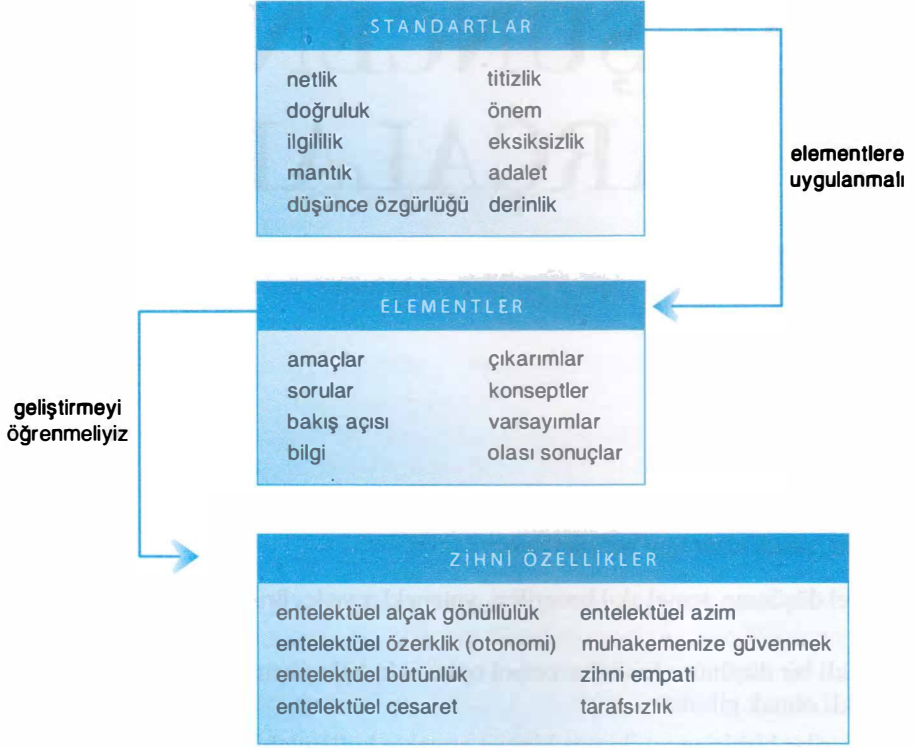 STANDARTLAR
netlik titizlik
doğruluk önem
ilgililik eksiksizlik
mantık adalet
düşünce özgürlüğü derinlik
elementlere
uygulanmalı
ELEMENTLER
amaçlar çıkarımlar
sorular konseptler
bakış açısı varsayımlar
bilgi olası sonuçlar
geliştirmeyi
öğrenmeliyiz
ZİHNİ ÖZELLİKLER
entelektüel alçak gönüllülük entelektüel azim
entelektüel özerklik (otonomi) muhakemenize güvenmek
entelektüel bütünlük zihni empati
entelektüel cesaret tarafsızlık